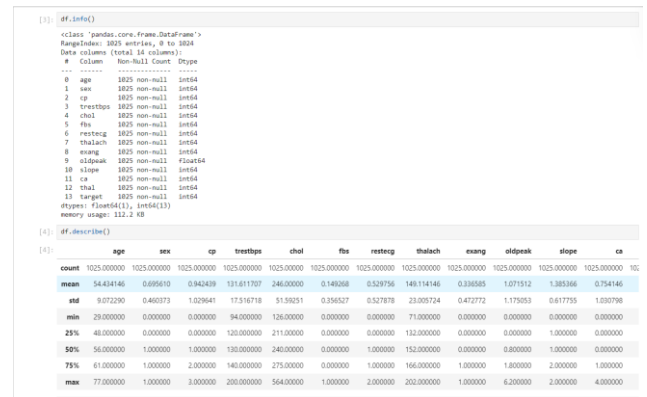 [3]: df.info()
<class 'pandas.core.frame.DataFrame'>
RangeIndex: 1025 entries, 0 to 1024
Data columns (total 14 columns):
# Column Non-Null Count Dtype
--- ------ -------------- -----
0 age 1025 non-null int64
1 sex 1025 non-null int64
2 cp 1025 non-null int64
3 trestbps 1025 non-null int64
4 chol 1025 non-null int64
5 fbs 1025 non-null int64
6 restecg 1025 non-null int64
7 thalach 1025 non-null int64
8 exang 1025 non-null int64
9 oldpeak 1025 non-null float64
10 slope 1025 non-null int64
11 ca 1025 non-null int64
12 thal 1025 non-null int64
13 target 1025 non-null int64
dtypes: float64(1), int64(13)
memory usage: 112.2 KB
[4]: df.describe()
[4]: age sex cp trestbps chol fbs restecg thalach exang oldpeak slope ca
count 1025.000000 1025.000000 1025.000000 1025.000000 1025.00000 1025.000000 1025.000000 1025.000000 1025.000000 1025.000000 1025.000000 1025.000000 102
mean 54.434146 0.695610 0.942439 131.611707 246.00000 0.149268 0.529756 149.114146 0.336585 1.071512 1.385366 0.754146
std 9.072290 0.460373 1.029641 17.516718 51.59251 0.356527 0.527878 23.005724 0.472772 1.175053 0.617755 1.030798
min 29.000000 0.000000 0.000000 94.000000 126.00000 0.000000 0.000000 71.000000 0.000000 0.000000 0.000000 0.000000
25% 48.000000 0.000000 0.000000 120.000000 211.00000 0.000000 0.000000 132.000000 0.000000 0.000000 1.000000 0.000000
50% 56.000000 1.000000 1.000000 130.000000 240.00000 0.000000 1.000000 152.000000 0.000000 0.800000 1.000000 0.000000
75% 61.000000 1.000000 2.000000 140.000000 275.00000 0.000000 1.000000 166.000000 1.000000 1.800000 2.000000 1.000000
max 77.000000 1.000000 3.000000 200.000000 564.00000 1.000000 2.000000 202.000000 1.000000 6.200000 2.000000 4.000000